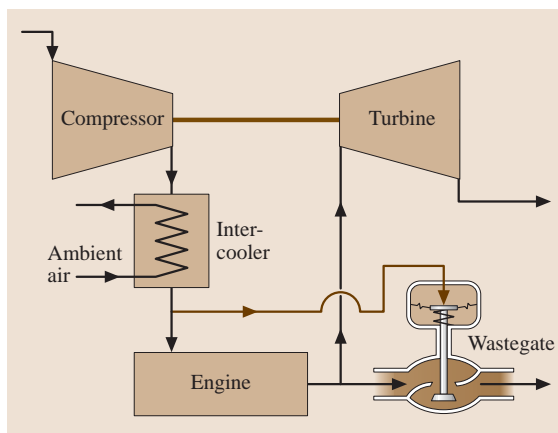 Compressor
Turbine
Inter-
cooler
Ambient
air
Wastegate
Engine